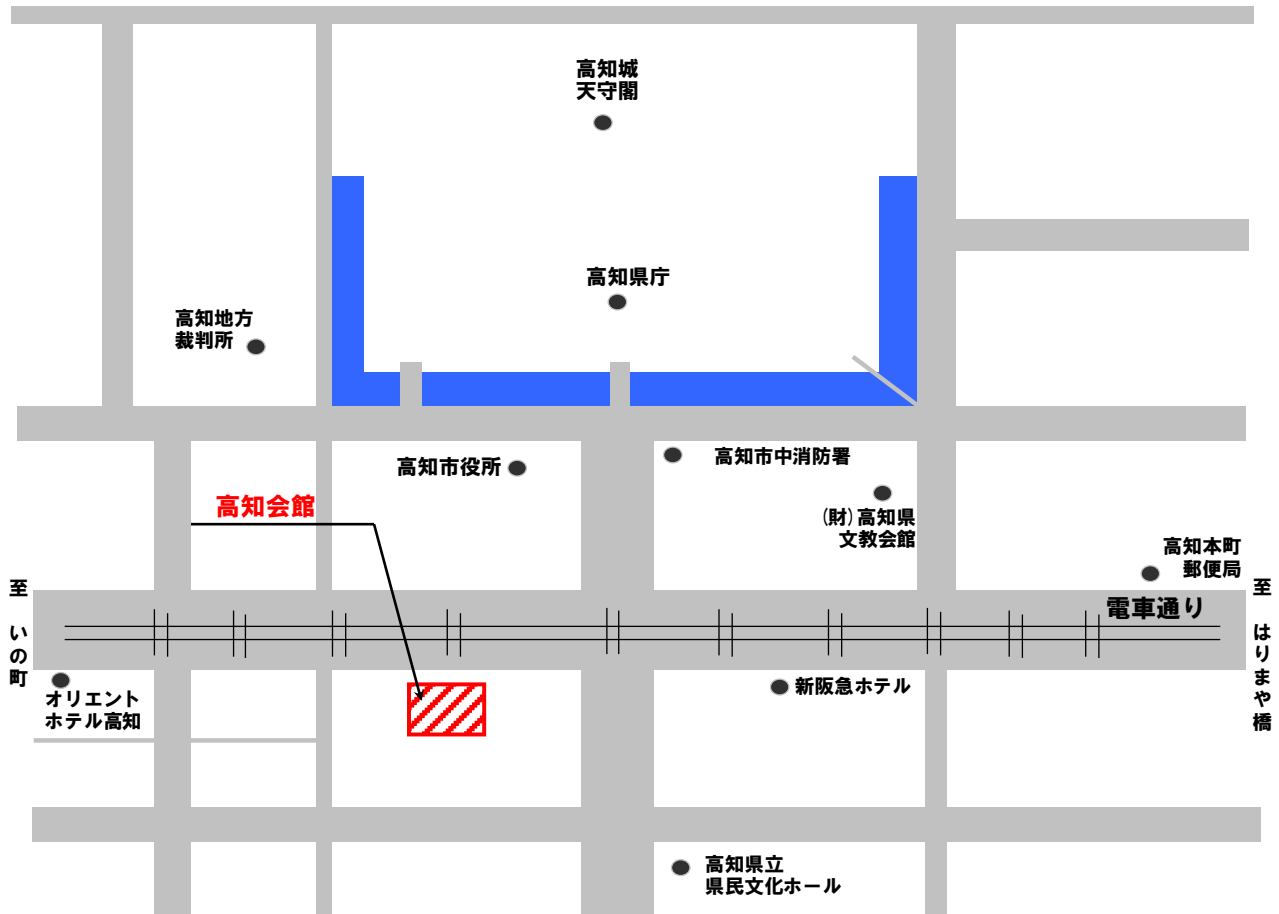 高知城
天守閣
高知県庁
高知地方
裁判所
高知市役所
高知市中消防署
高知会館
(財)高知県
文教会館
高知本町
郵便局
至 いの町
電車通り
至 はりまや橋
オリエント
ホテル高知
新阪急ホテル
高知県立
県民文化ホール